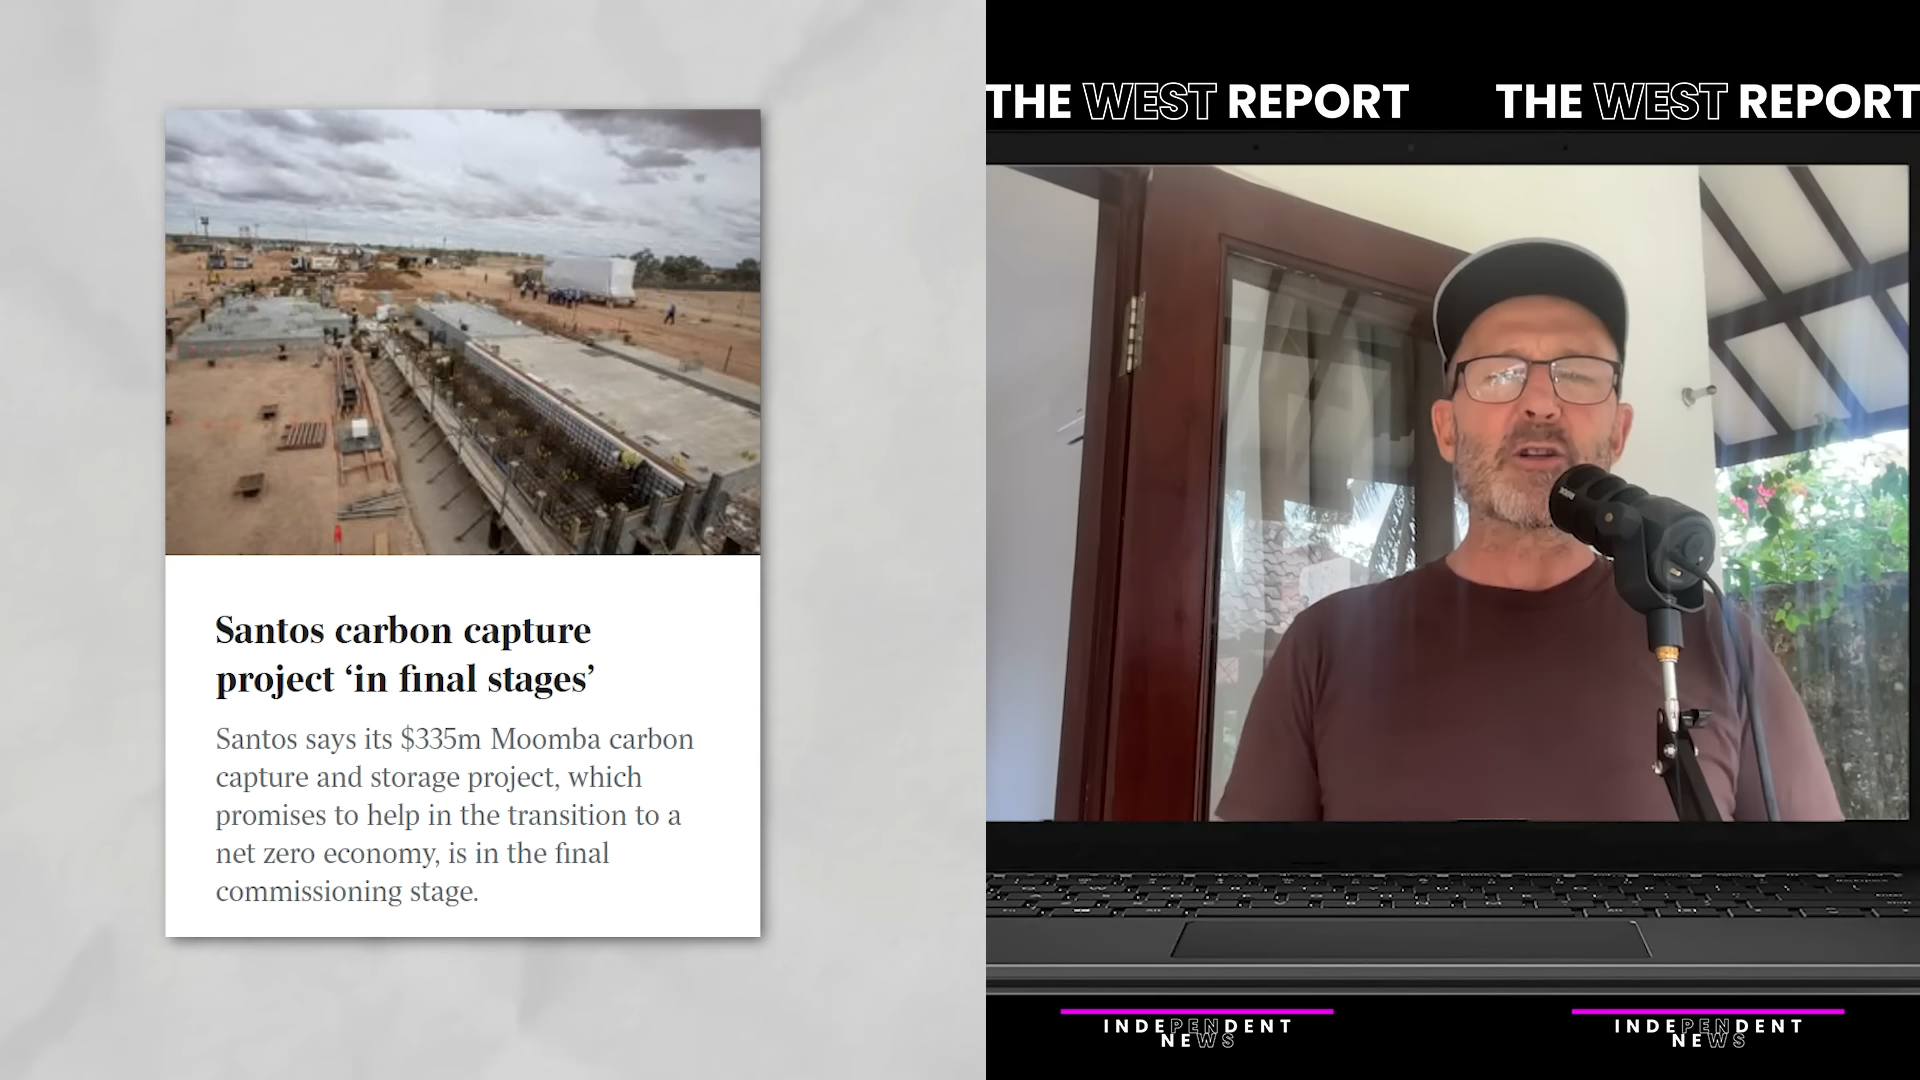 Santos carbon capture
project ‘in final stages’
Santos says its $335m Moomba carbon
capture and storage project, which
promises to help in the transition to a
net zero economy, is in the final
commissioning stage.
THE WEST REPORT
THE WEST REPORT
INDEPENDENT
NEWS
INDEPENDENT
NEWS